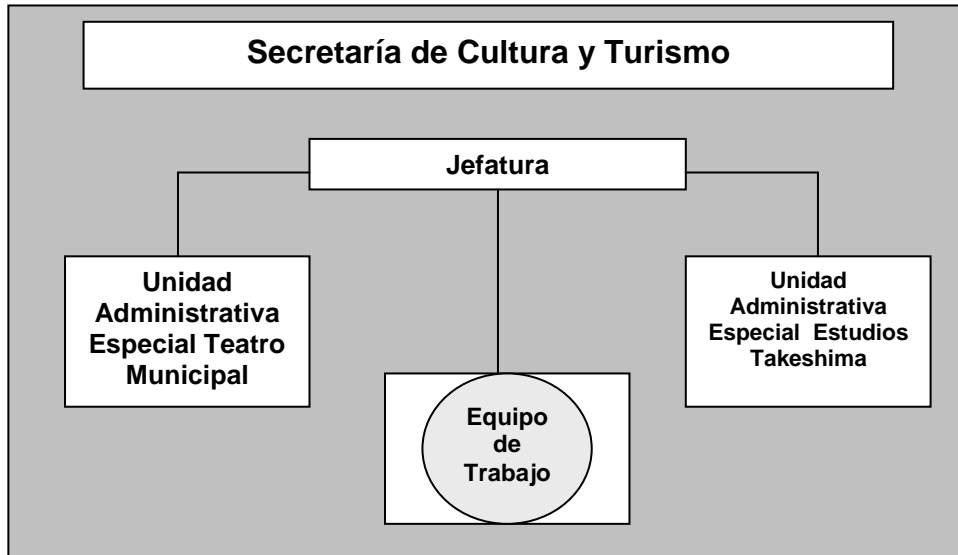 Secretaría de Cultura y Turismo
Jefatura
Unidad
Administrativa
Especial Teatro
Municipal
Equipo
de
Trabajo
Unidad
Administrativa
Especial Estudios
Takeshima